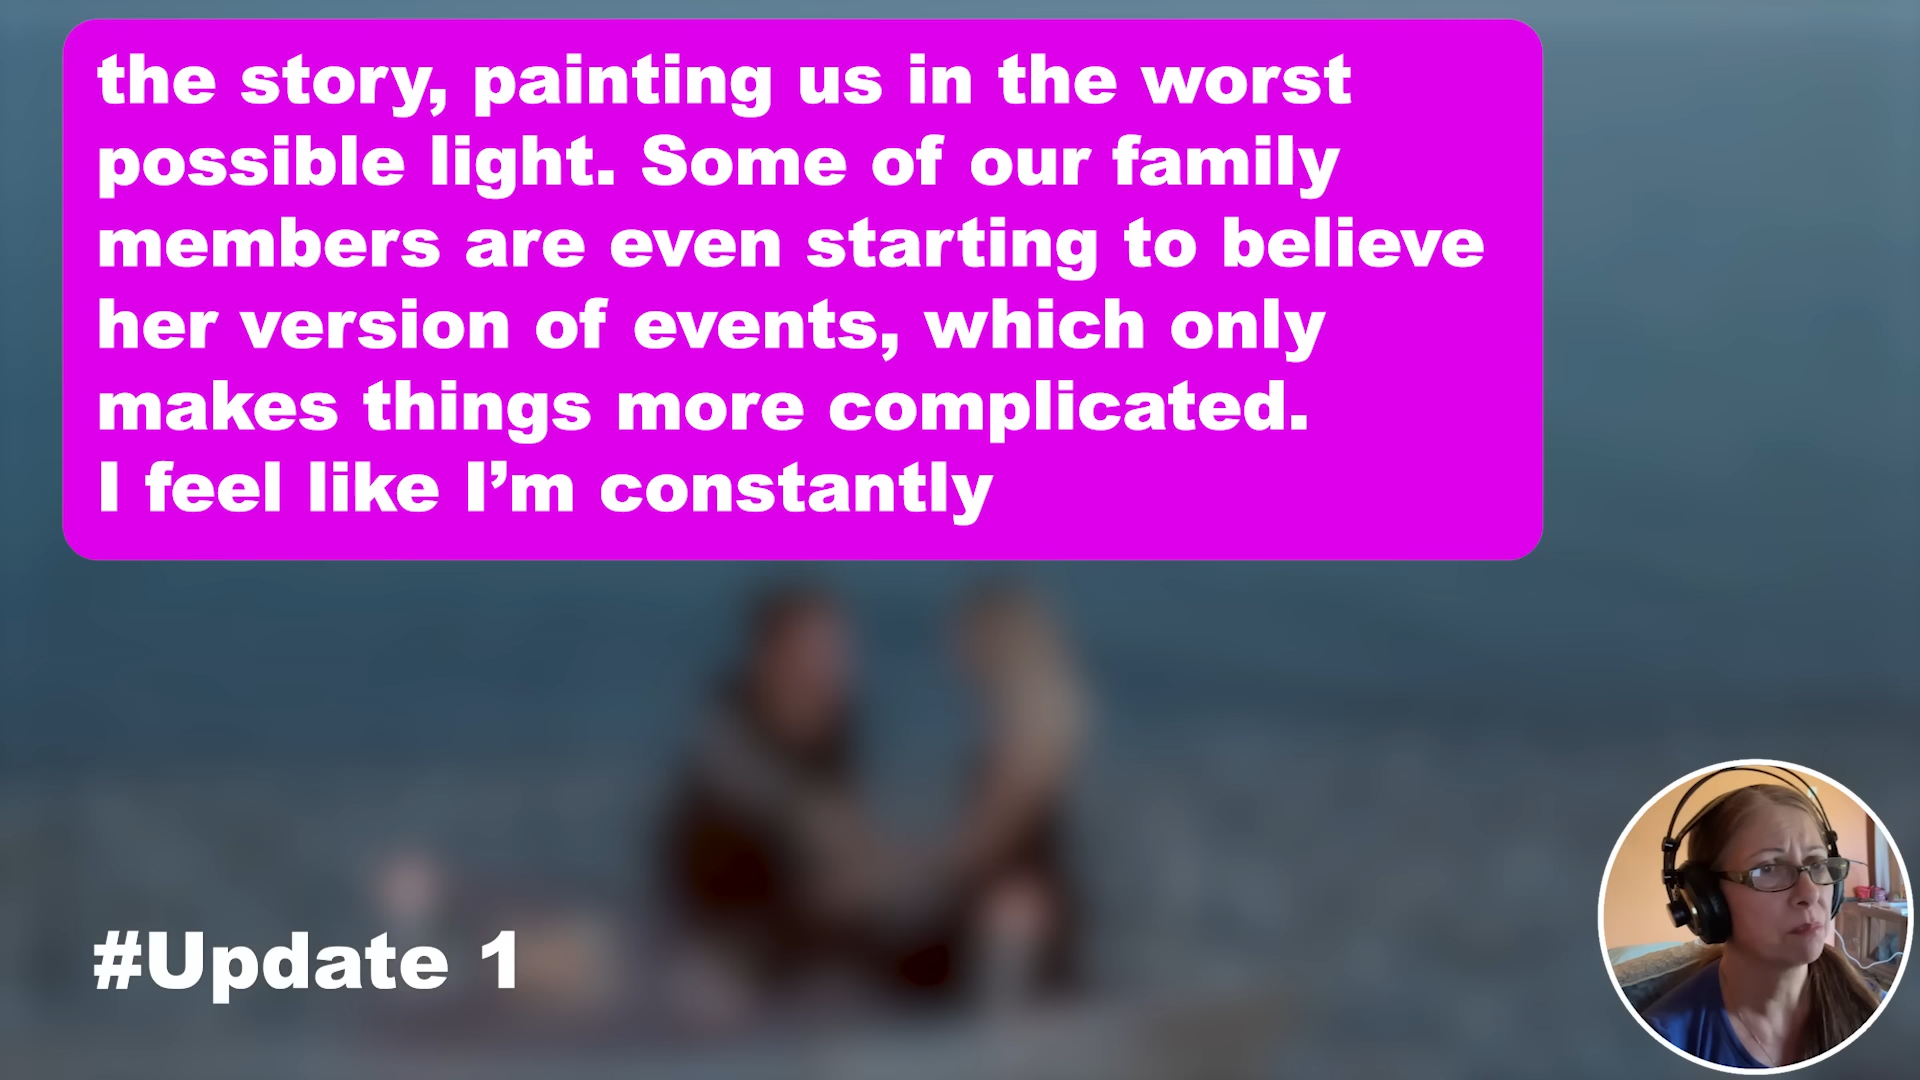 the story, painting us in the worst
possible light. Some of our family
members are even starting to believe
her version of events, which only
makes things more complicated.
I feel like I’m constantly
#Update 1